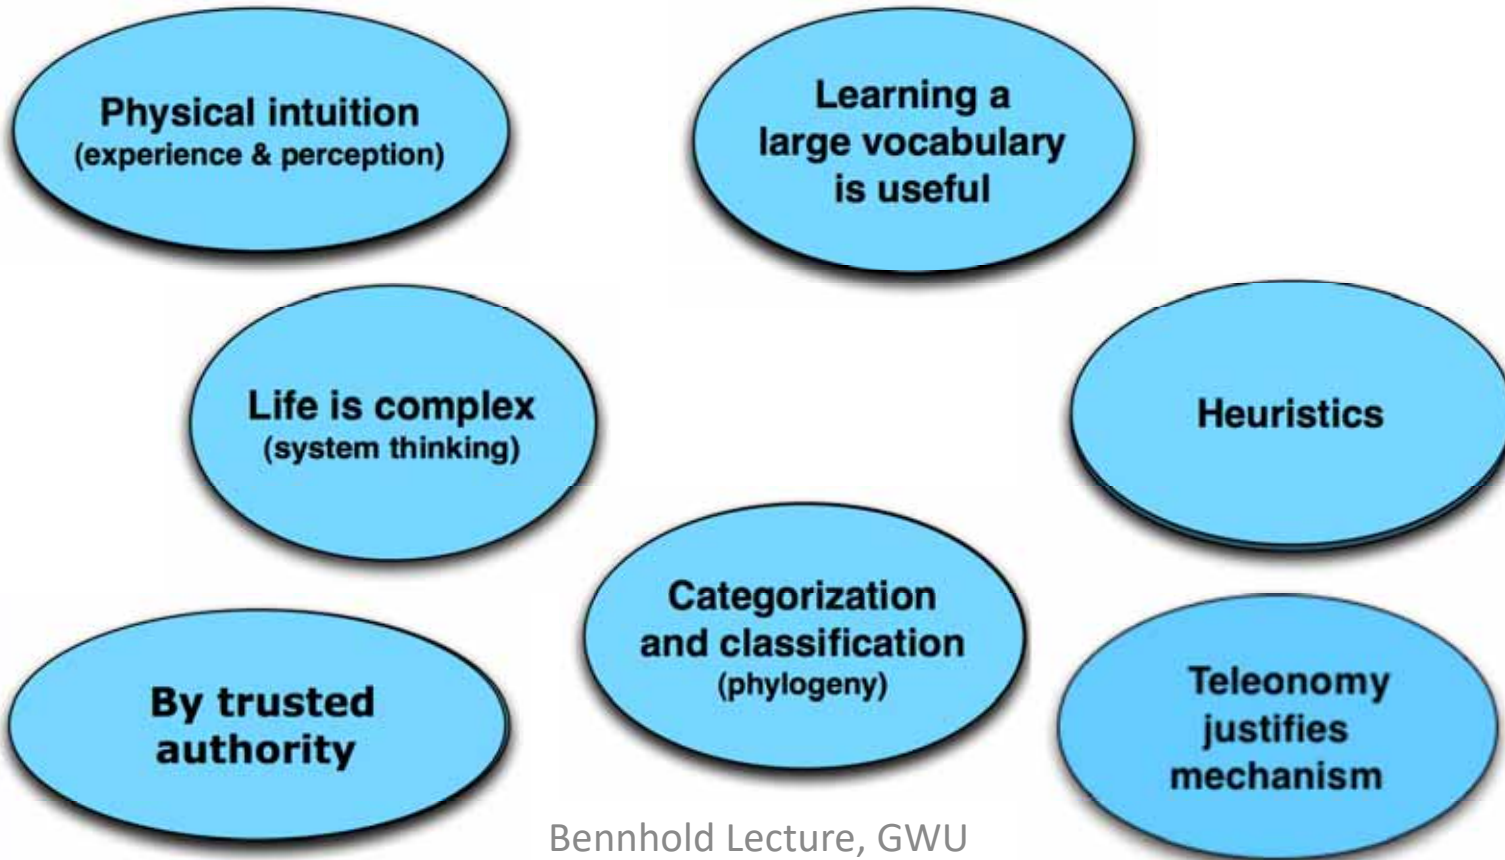 Physical intuition
(experience & perception)
Learning a
large vocabulary
is useful
Life is complex
(system thinking)
Heuristics
Categorization
and classification
(phylogeny)
By trusted
authority
Teleonomy
justifies
mechanism
Bennhold Lecture, GWU